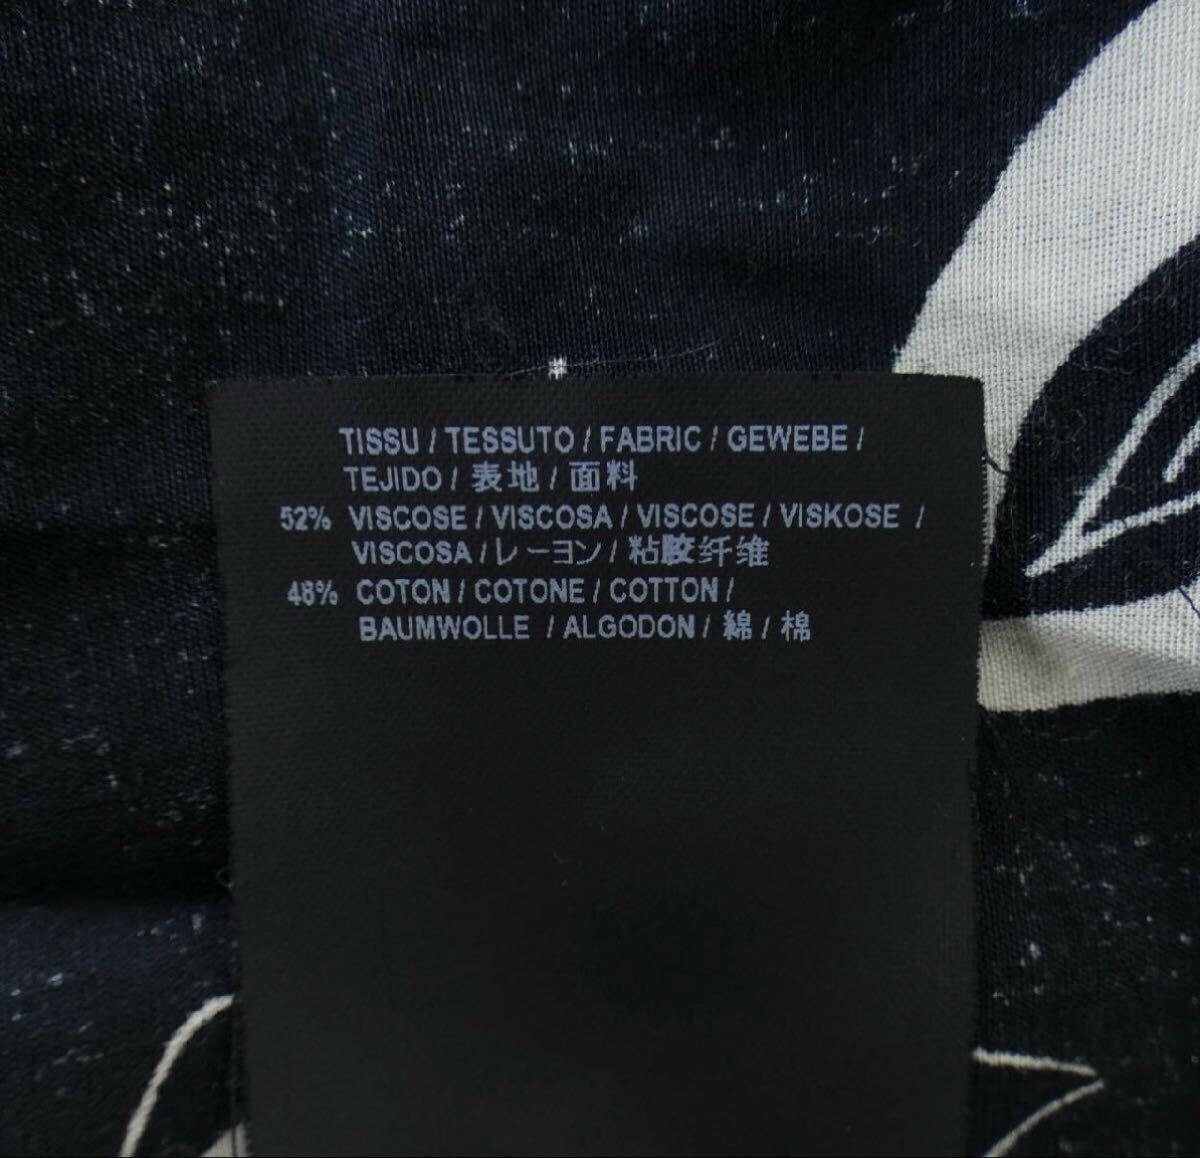 TISSU / TESSUTO / FABRIC / GEWEBE /
TEJIDO / 表地 / 面料
52% VISCOSE / VISCOSA / VISCOSE / VISKOSE /
VISCOSA / レーヨン / 粘胶纤维
48% COTON / COTONE / COTTON /
BAUMWOLLE / ALGODON / 綿 / 棉